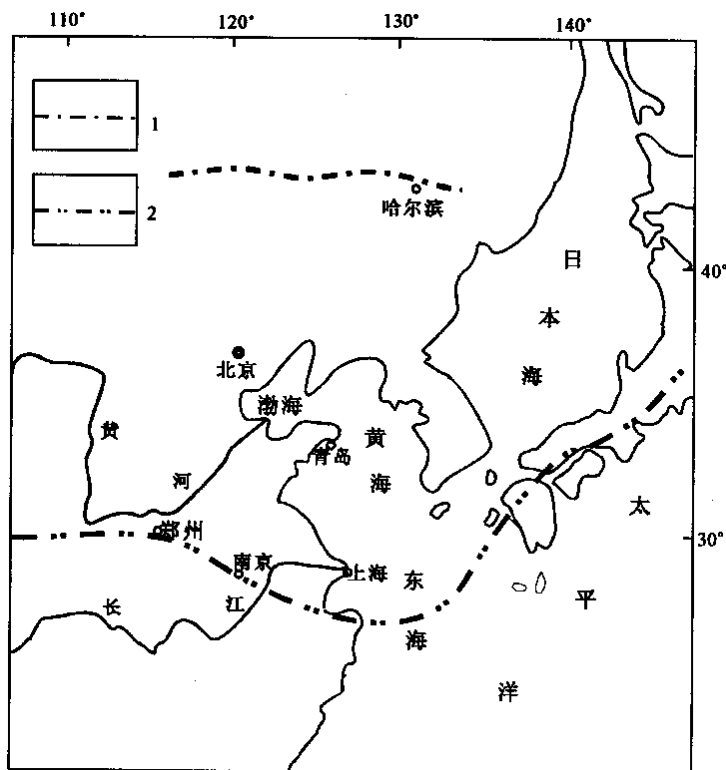 110°
120°
130°
140°
1
2
哈尔滨
40°
日
本
海
北京
渤海
黄
海
黄
河
青岛
太
平
洋
郑州
30°
南京
上海
东
海
长
江